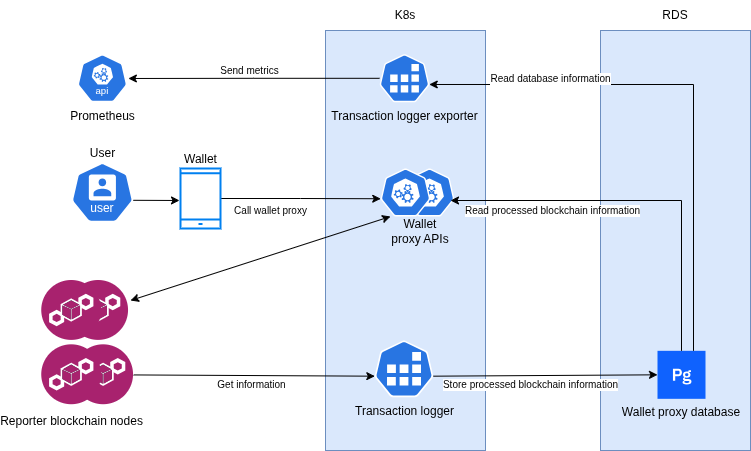 K8s
RDS
Send metrics
Read database information
api
Prometheus
Transaction logger exporter
User
Wallet
user
Call wallet proxy
Read processed blockchain information
Wallet
proxy APIs
Get information
Store processed blockchain information
Pg
Transaction logger
Wallet proxy database
Reporter blockchain nodes